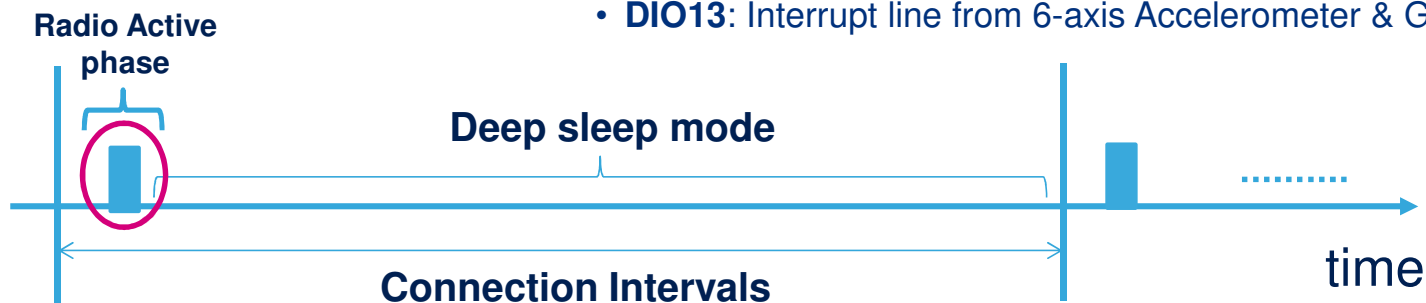 • DIO13: Interrupt line from 6-axis Accelerometer & G
Radio Active
phase
Deep sleep mode
Connection Intervals
time